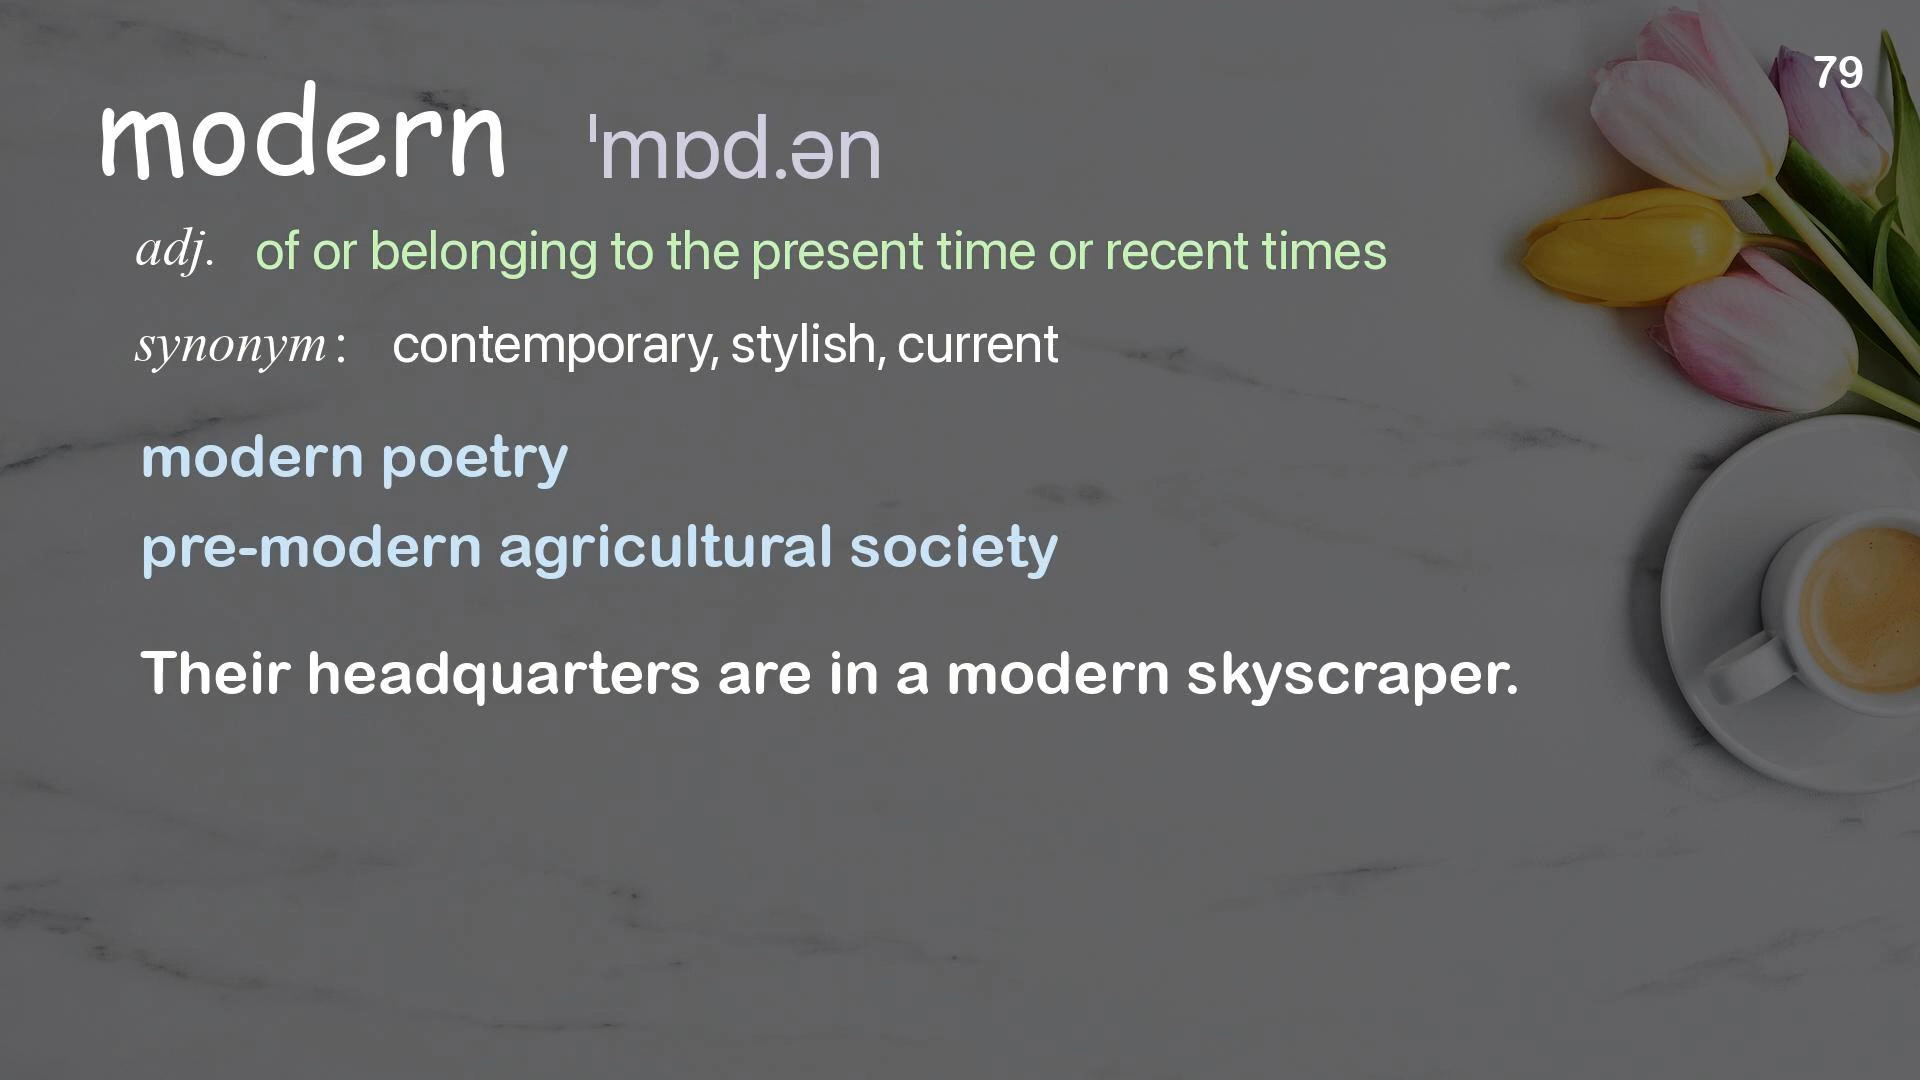 79
modern ˈmɒd.ən
adj. of or belonging to the present time or recent times
synonym : contemporary, stylish, current
modern poetry
pre-modern agricultural society
Their headquarters are in a modern skyscraper.